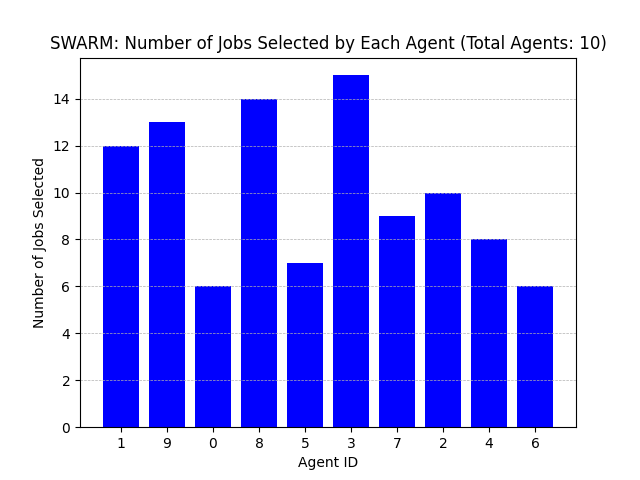 SWARM: Number of Jobs Selected by Each Agent (Total Agents: 10)
Number of Jobs Selected
14
12
10
8
6
4
2
0
1 9 0 8 5 3 7 2 4 6
Agent ID